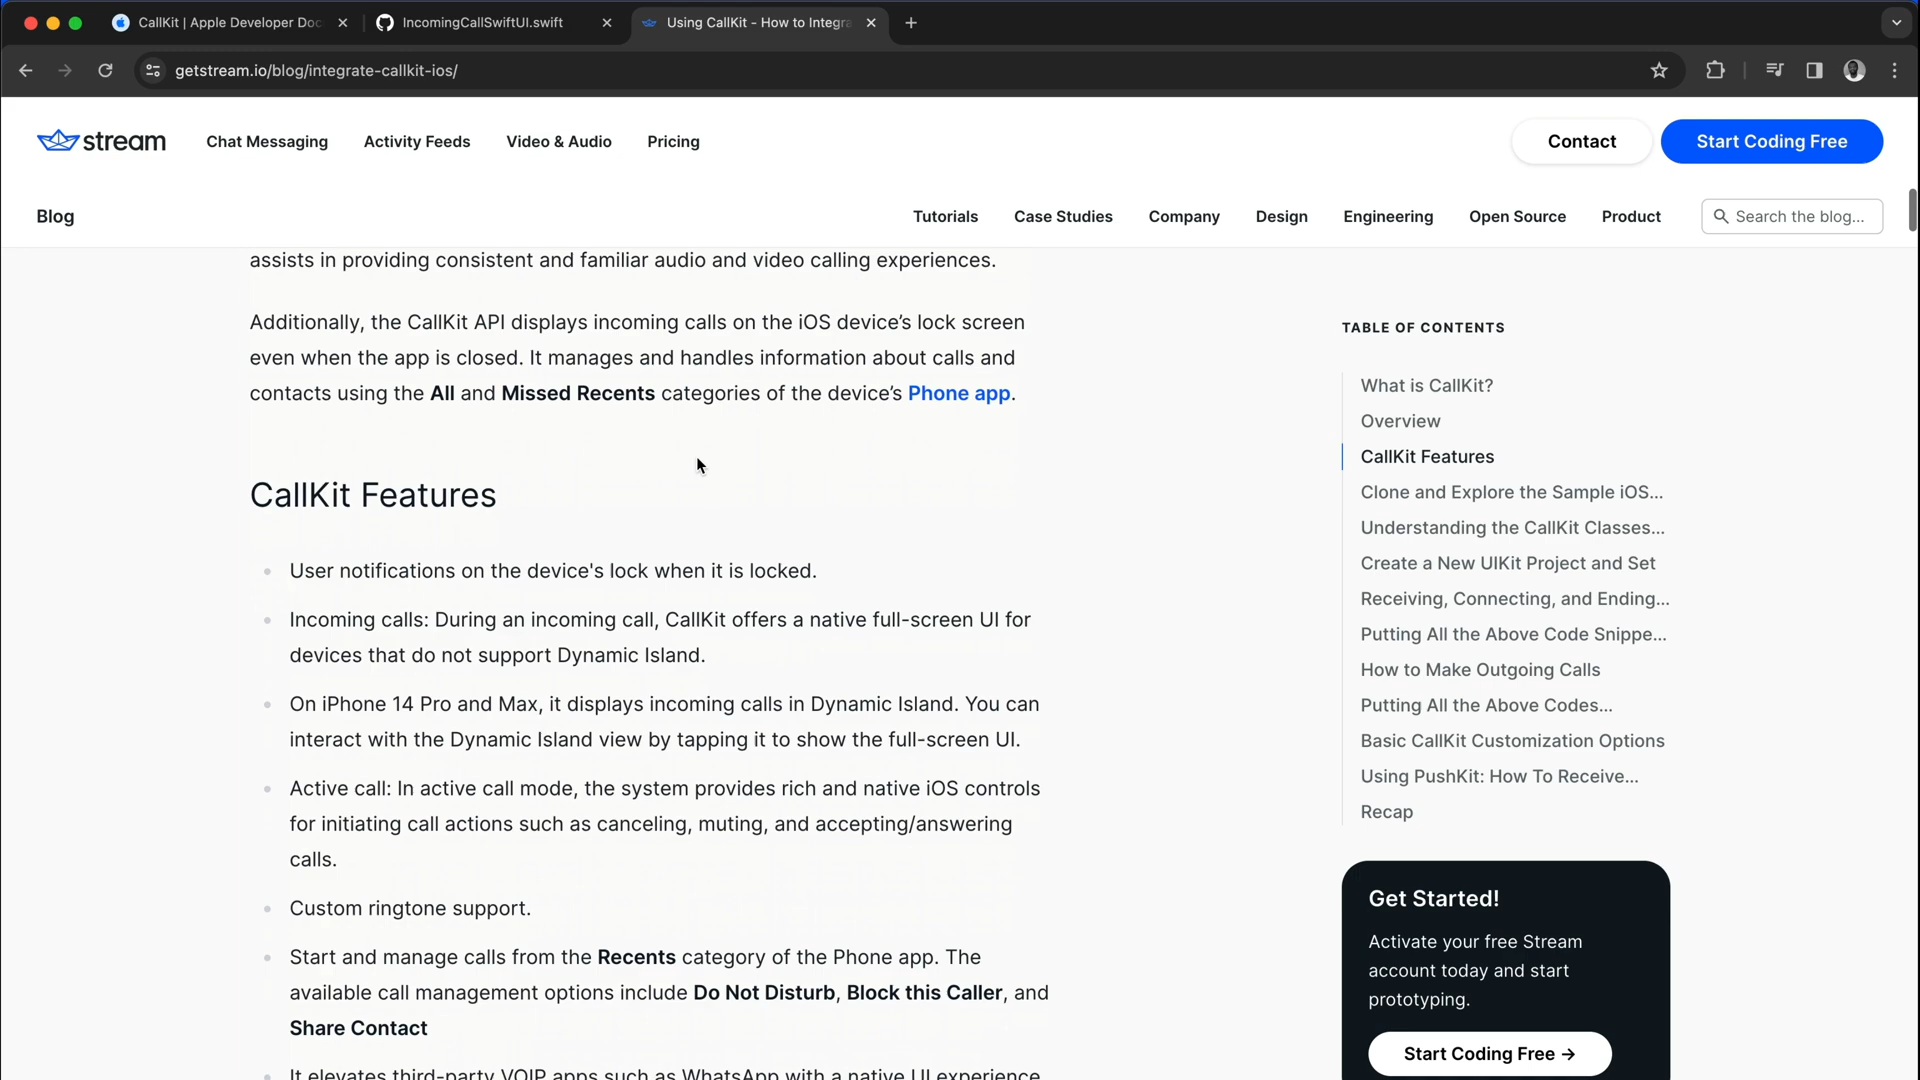 CallKit | Apple Developer Doc
IncomingCallSwiftUI.swift
Using CallKit - How to Integra
getstream.io/blog/integrate-callkit-ios/
stream
Chat Messaging
Activity Feeds
Video & Audio
Pricing
Contact
Start Coding Free
Blog
Tutorials
Case Studies
Company
Design
Engineering
Open Source
Product
Search the blog...
assists in providing consistent and familiar audio and video calling experiences.
Additionally, the CallKit API displays incoming calls on the iOS device’s lock screen
even when the app is closed. It manages and handles information about calls and
contacts using the All and Missed Recents categories of the device’s Phone app.
CallKit Features
User notifications on the device's lock when it is locked.
Incoming calls: During an incoming call, CallKit offers a native full-screen UI for
devices that do not support Dynamic Island.
On iPhone 14 Pro and Max, it displays incoming calls in Dynamic Island. You can
interact with the Dynamic Island view by tapping it to show the full-screen UI.
Active call: In active call mode, the system provides rich and native iOS controls
for initiating call actions such as canceling, muting, and accepting/answering
calls.
Custom ringtone support.
Start and manage calls from the Recents category of the Phone app. The
available call management options include Do Not Disturb, Block this Caller, and
Share Contact
It elevates third-party VOIP apps such as WhatsApp with a native UI experience
TABLE OF CONTENTS
What is CallKit?
Overview
CallKit Features
Clone and Explore the Sample iOS...
Understanding the CallKit Classes...
Create a New UIKit Project and Set
Receiving, Connecting, and Ending...
Putting All the Above Code Snippe...
How to Make Outgoing Calls
Putting All the Above Codes...
Basic CallKit Customization Options
Using PushKit: How To Receive...
Recap
Get Started!
Activate your free Stream
account today and start
prototyping.
Start Coding Free →